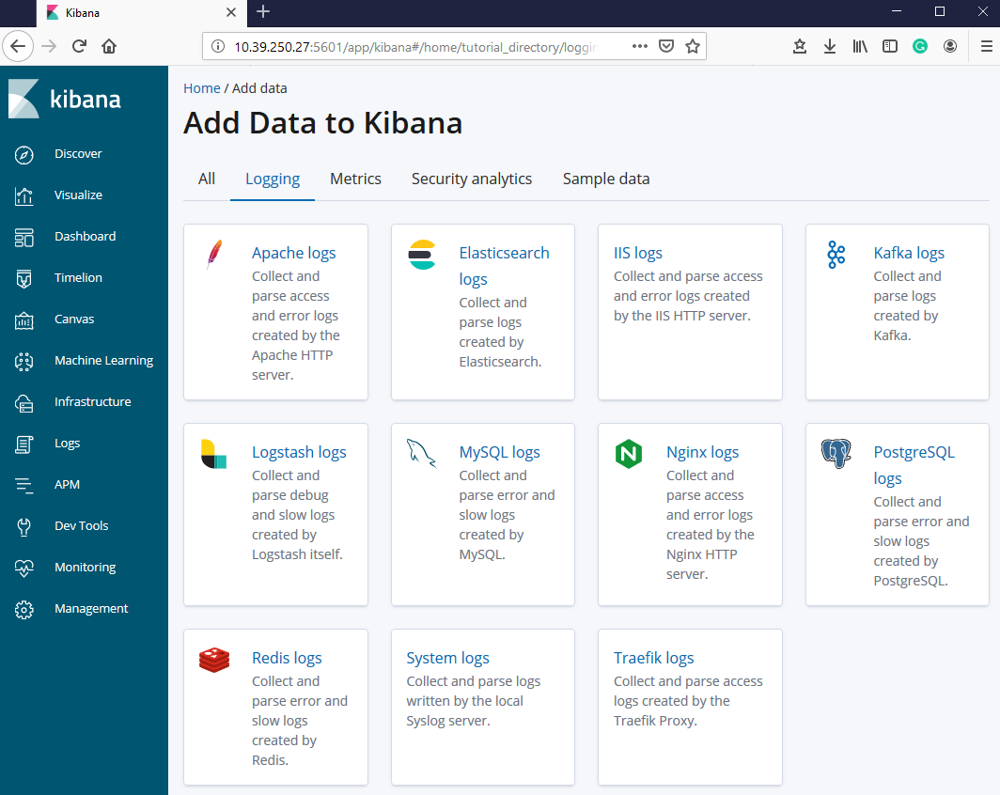 Kibana
10.39.250.27:5601/app/kibana#/home/tutorial_directory/loggin
kibana
Discover
Visualize
Dashboard
Timelion
Canvas
Machine Learning
Infrastructure
Logs
APM
Dev Tools
Monitoring
Management
Home / Add data
Add Data to Kibana
All Logging Metrics Security analytics Sample data
Apache logs
Collect and
parse access
and error logs
created by the
Apache HTTP
server.
Elasticsearch
logs
Collect and
parse logs
created by
Elasticsearch.
IIS logs
Collect and parse access
and error logs created
by the IIS HTTP server.
Kafka logs
Collect and
parse logs
created by
Kafka.
Logstash logs
Collect and
parse debug
and slow logs
created by
Logstash itself.
MySQL logs
Collect and
parse error and
slow logs
created by
MySQL.
Nginx logs
Collect and
parse access
and error logs
created by the
Nginx HTTP
server.
PostgreSQL
logs
Collect and
parse error and
slow logs
created by
PostgreSQL.
Redis logs
Collect and
parse error and
slow logs
created by
Redis.
System logs
Collect and parse logs
written by the local
Syslog server.
Traefik logs
Collect and parse access
logs created by the
Traefik Proxy.